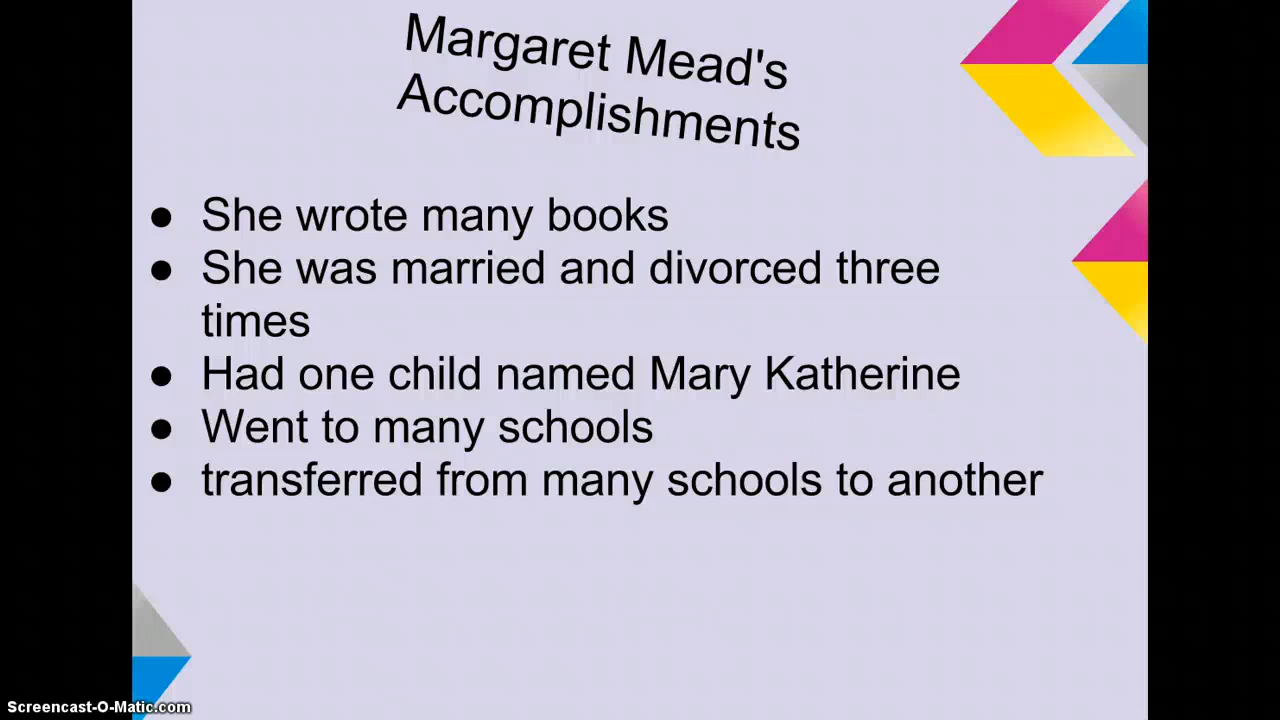 Margaret Mead's
Accomplishments
● She wrote many books
● She was married and divorced three
times
● Had one child named Mary Katherine
● Went to many schools
● transferred from many schools to another
Screencast-O-Matic.com